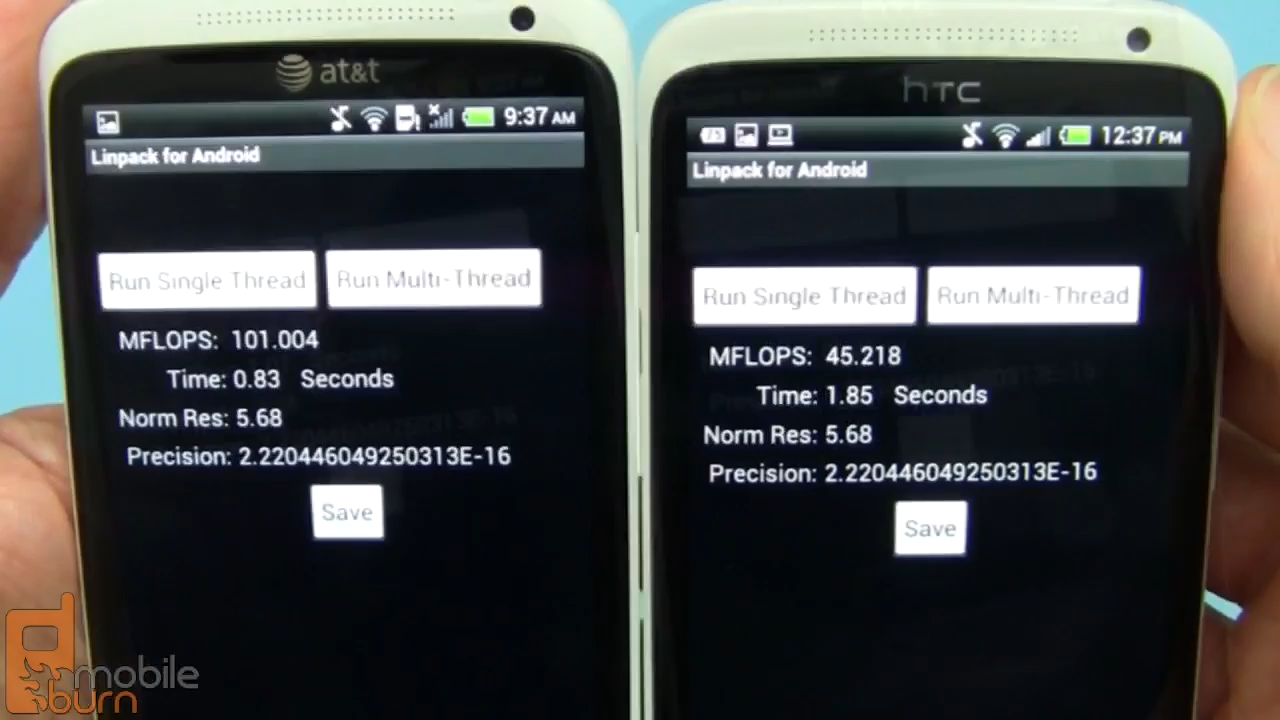 at&t
9:37 AM
Linpack for Android
Run Single Thread Run Multi-Thread
MFLOPS: 101.004
Time: 0.83 Seconds
Norm Res: 5.68
Precision: 2.220446049250313E-16
Save
hTC
75
12:37 PM
Linpack for Android
Run Single Thread Run Multi-Thread
MFLOPS: 45.218
Time: 1.85 Seconds
Norm Res: 5.68
Precision: 2.220446049250313E-16
Save
mobile
burn